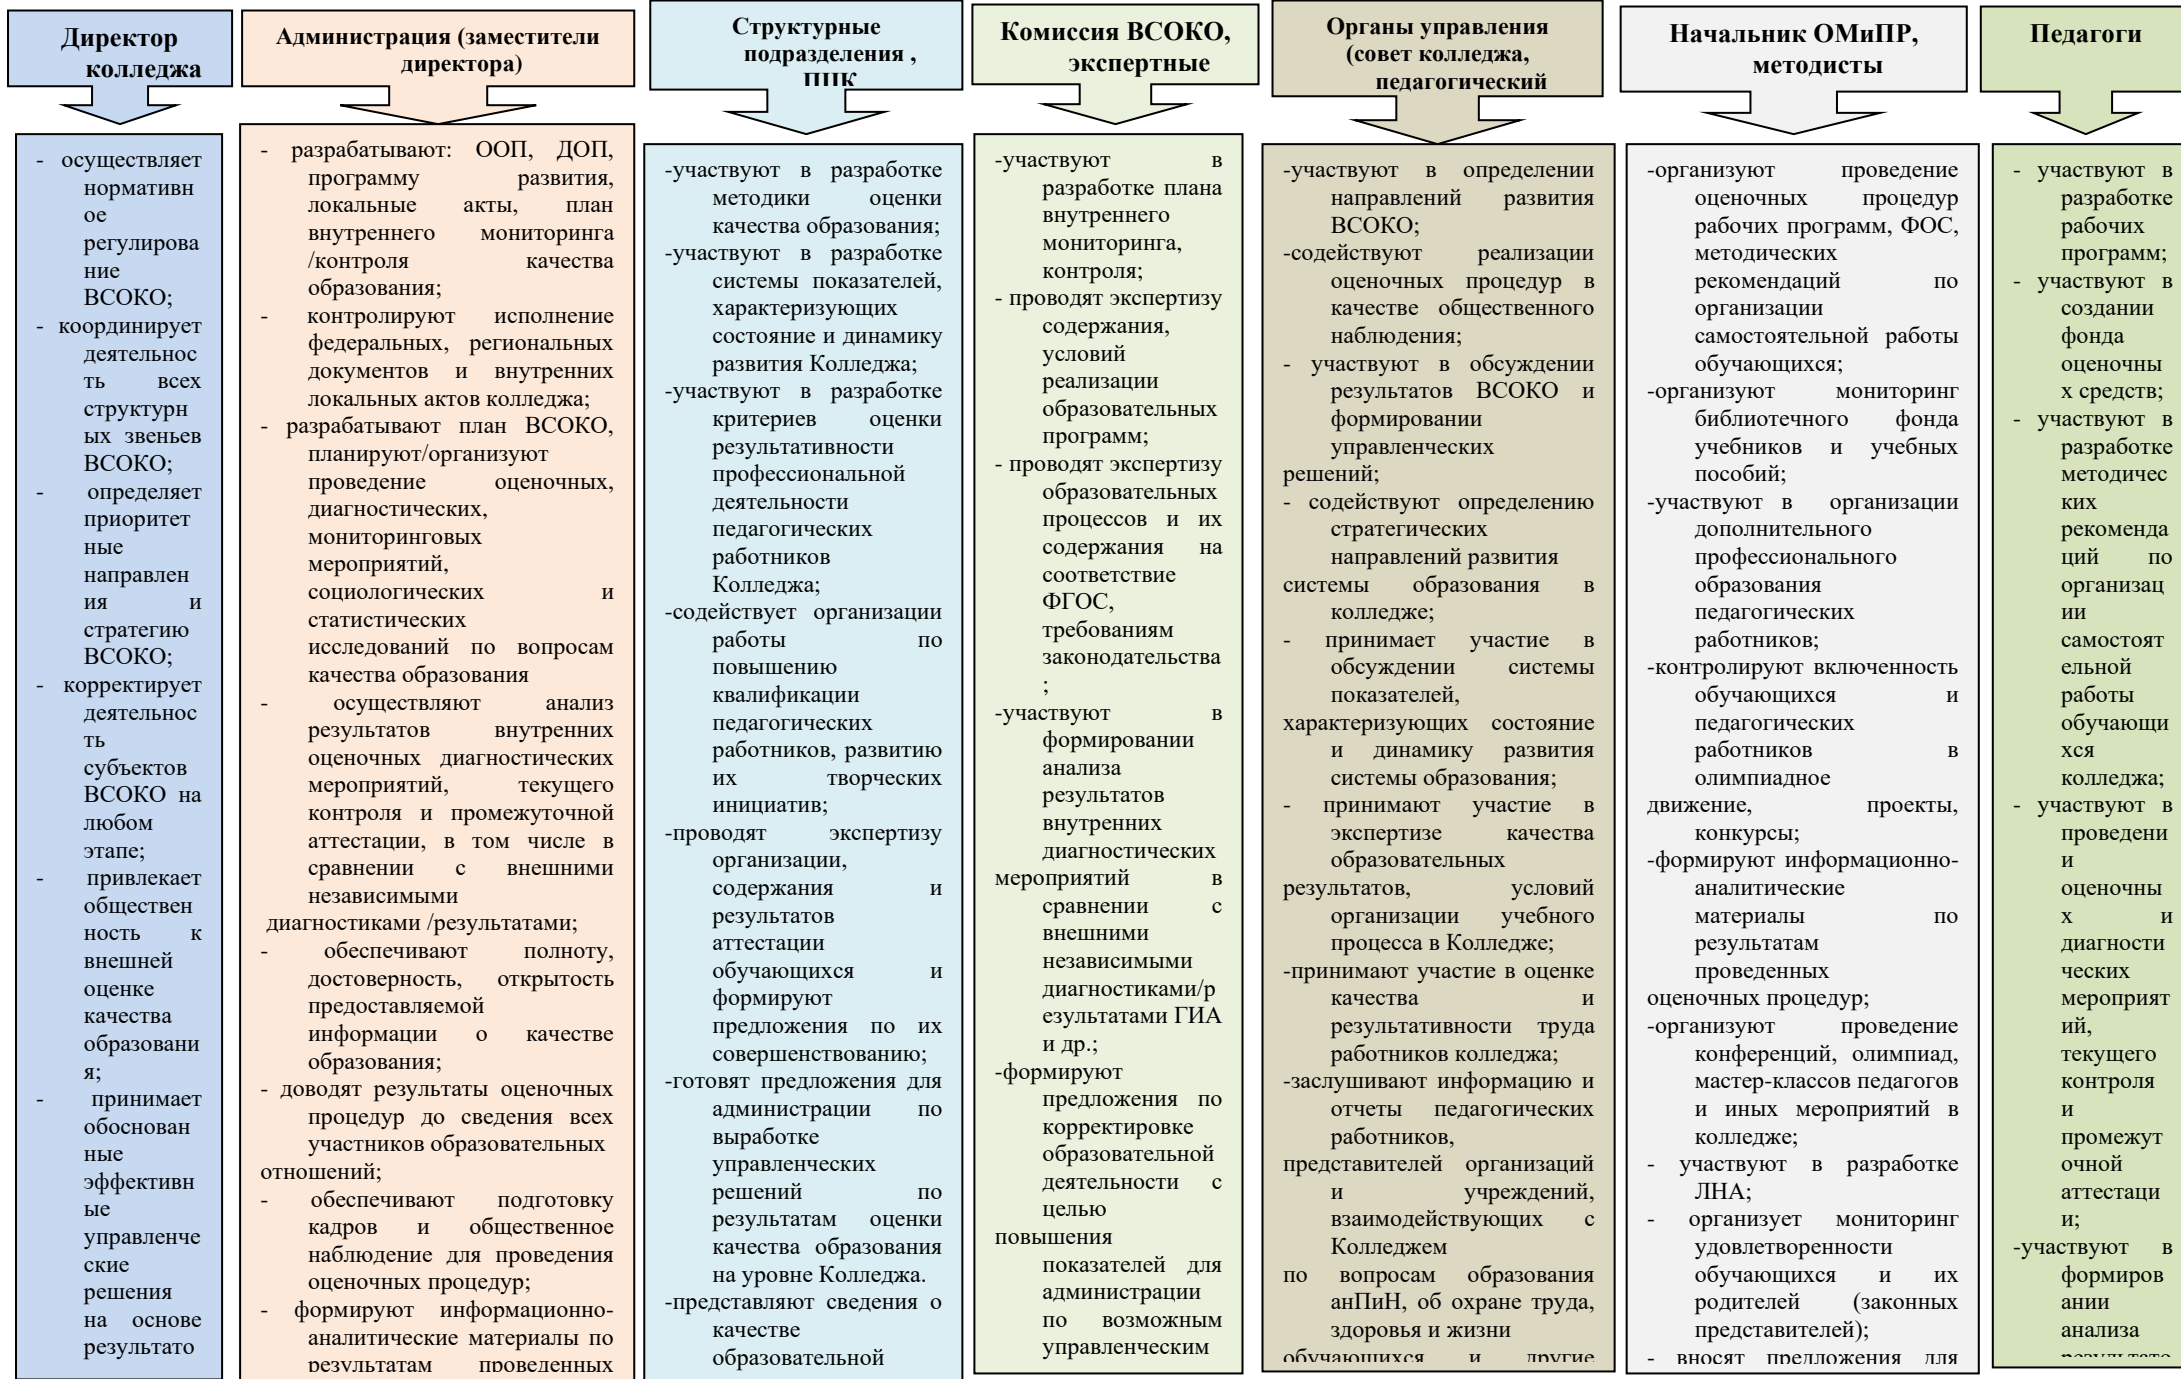 Директор
колледжа
- осуществляет
нормативн
ое
регулирова
ние
ВСОКО;
- координирует
деятельнос
ть всех
структурн
ых звеньев
ВСОКО;
- определяет
приоритет
ные
направлен
ия и
стратегию
ВСОКО;
- корректирует
деятельнос
ть
субъектов
ВСОКО на
любом
этапе;
- привлекает
обществен
ность к
внешней
оценке
качества
образовани
я;
- принимает
обоснован
ные
эффективн
ые
управленче
ские
решения
на основе
результато
Администрация (заместители
директора)
- разрабатывают: ООП, ДОП,
программу развития,
локальные акты, план
внутреннего мониторинга
/контроля качества
образования;
- контролируют исполнение
федеральных, региональных
документов и внутренних
локальных актов колледжа;
- разрабатывают план ВСОКО,
планируют/организуют
проведение оценочных,
диагностических,
мониторинговых
мероприятий,
социологических и
статистических
исследований по вопросам
качества образования
- осуществляют анализ
результатов внутренних
оценочных диагностических
мероприятий, текущего
контроля и промежуточной
аттестации, в том числе в
сравнении с внешними
независимыми
диагностиками /результатами;
- обеспечивают полноту,
достоверность, открытость
предоставляемой
информации о качестве
образования;
- доводят результаты оценочных
процедур до сведения всех
участников образовательных
отношений;
- обеспечивают подготовку
кадров и общественное
наблюдение для проведения
оценочных процедур;
- формируют информационно-
аналитические материалы по
результатам проведенных
Структурные
подразделения ,
ПЦК
-участвуют в разработке
методики оценки
качества образования;
-участвуют в разработке
системы показателей,
характеризующих
состояние и динамику
развития Колледжа;
-участвуют в разработке
критериев оценки
результативности
профессиональной
деятельности
педагогических
работников
Колледжа;
-содействует организации
работы по
повышению
квалификации
педагогических
работников, развитию
их творческих
инициатив;
-проводят экспертизу
организации,
содержания и
результатов
аттестации
обучающихся и
формируют
предложения по их
совершенствованию;
-готовят предложения для
администрации по
выработке
управленческих
решений по
результатам оценки
качества образования
на уровне Колледжа.
-представляют сведения о
качестве
образовательной
Комиссия ВСОКО,
экспертные
-участвуют в
разработке плана
внутреннего
мониторинга,
контроля;
- проводят экспертизу
содержания,
условий
реализации
образовательных
программ;
- проводят экспертизу
образовательных
процессов и их
содержания на
соответствие
ФГОС,
требованиям
законодательства
;
-участвуют в
формировании
анализа
результатов
внутренних
диагностических
мероприятий в
сравнении с
внешними
независимыми
диагностиками/р
езультатами ГИА
и др.;
-формируют
предложения по
корректировке
образовательной
деятельности с
целью
повышения
показателей для
администрации
по возможным
управленческим
Органы управления
(совет колледжа,
педагогический
-участвуют в определении
направлений развития
ВСОКО;
-содействуют реализации
оценочных процедур в
качестве общественного
наблюдения;
- участвуют в обсуждении
результатов ВСОКО и
формировании
управленческих
решений;
- содействуют определению
стратегических
направлений развития
системы образования в
колледже;
- принимает участие в
обсуждении системы
показателей,
характеризующих состояние
и динамику развития
системы образования;
- принимают участие в
экспертизе качества
образовательных
результатов, условий
организации учебного
процесса в Колледже;
-принимают участие в оценке
качества и
результативности труда
работников колледжа;
-заслушивают информацию и
отчеты педагогических
работников,
представителей организаций
и учреждений,
взаимодействующих с
Колледжем
по вопросам образования
анПиН, об охране труда,
здоровья и жизни
обучающихся и другие
Начальник ОМиПР,
методисты
-организуют проведение
оценочных процедур
рабочих программ, ФОС,
методических
рекомендаций по
организации
самостоятельной работы
обучающихся;
-организуют мониторинг
библиотечного фонда
учебников и учебных
пособий;
-участвуют в организации
дополнительного
профессионального
образования
педагогических
работников;
-контролируют включенность
обучающихся и
педагогических
работников в
олимпиадное
движение, проекты,
конкурсы;
-формируют информационно-
аналитические
материалы по
результатам
проведенных
оценочных процедур;
-организуют проведение
конференций, олимпиад,
мастер-классов педагогов
и иных мероприятий в
колледже;
- участвуют в разработке
ЛНА;
- организует мониторинг
удовлетворенности
обучающихся и их
родителей (законных
представителей);
- вносят предложения для
Педагоги
- участвуют в
разработке
рабочих
программ;
- участвуют в
создании
фонда
оценочны
х средств;
- участвуют в
разработке
методичес
ких
рекоменда
ций по
организац
ии
самостоят
ельной
работы
обучающи
хся
колледжа;
- участвуют в
проведени
и
оценочны
х и
диагности
ческих
мероприят
ий,
текущего
контроля
и
промежут
очной
аттестаци
и;
-участвуют в
формиров
ании
анализа
результато